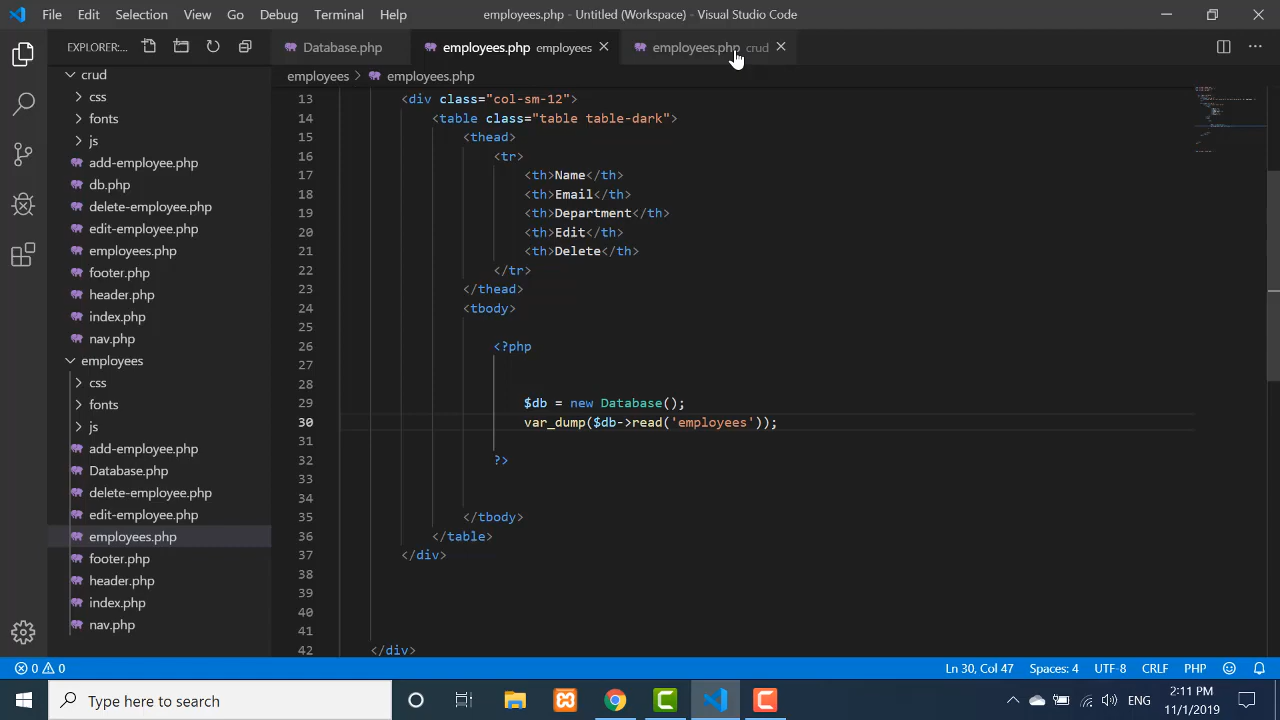 File Edit Selection View Go Debug Terminal Help employees.php - Untitled (Workspace) - Visual Studio Code
EXPLORER:...
Database.php employees.php employees employees.php crud
employees > employees.php
crud
css
fonts
js
add-employee.php
db.php
delete-employee.php
edit-employee.php
employees.php
footer.php
header.php
index.php
nav.php
employees
css
fonts
js
add-employee.php
Database.php
delete-employee.php
edit-employee.php
employees.php
footer.php
header.php
index.php
nav.php
13 <div class="col-sm-12">
14 <table class="table table-dark">
15 <thead>
16 <tr>
17 <th>Name</th>
18 <th>Email</th>
19 <th>Department</th>
20 <th>Edit</th>
21 <th>Delete</th>
22 </tr>
23 </thead>
24 <tbody>
25
26 <?php
27
28
29 $db = new Database();
30 var_dump($db->read('employees'));
31
32 ?>
33
34
35 </tbody>
36 </table>
37 </div>
38
39
40
41
42 </div>
0 0 Ln 30, Col 47 Spaces: 4 UTF-8 CRLF PHP
Type here to search
ENG
2:11 PM
11/1/2019